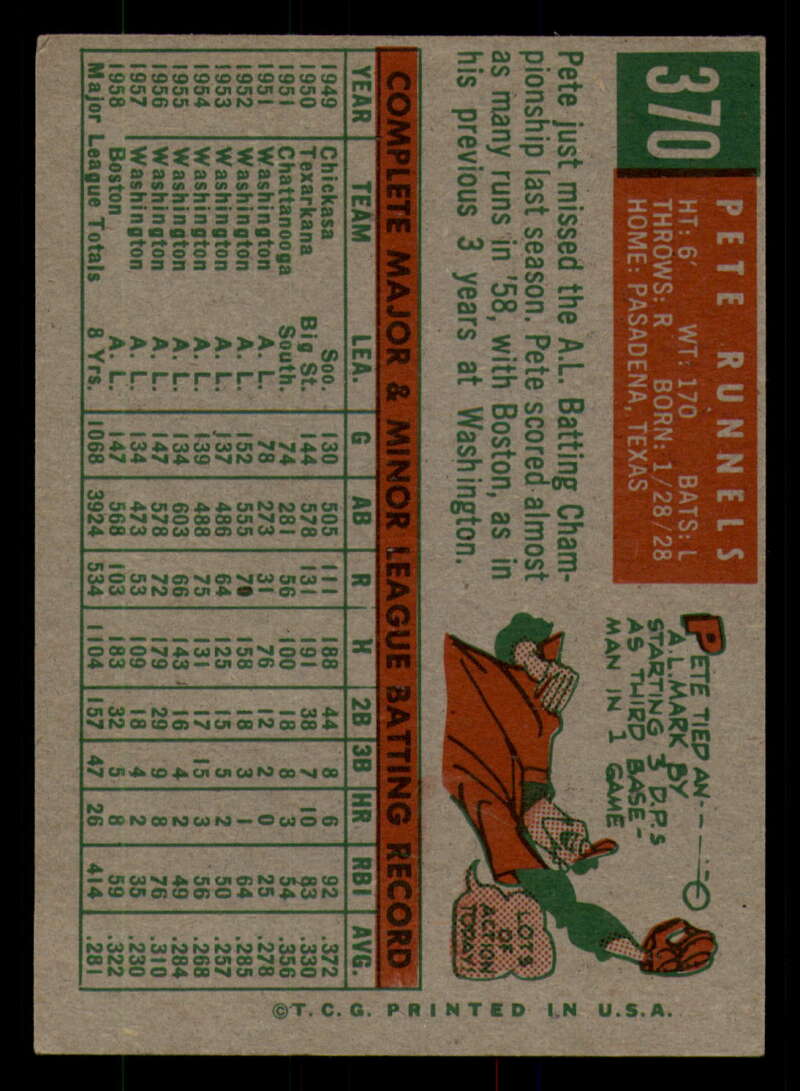 370
PETE RUNNELS
HT: 6' WT: 170 BATS: L
THROWS: R BORN: 1/28/28
HOME: PASADENA, TEXAS
Pete just missed the A.L. Batting Cham-
pionship last season. Pete scored almost
as many runs in '58, with Boston, as in
his previous 3 years at Washington.
PETE TIED AN
A.L. MARK BY
STARTING 3 D.P.s
AS THIRD BASE-
MAN IN 1
GAME
LOTS
OF
ACTION
TODAY!
COMPLETE MAJOR & MINOR LEAGUE BATTING RECORD
YEAR TEAM LEA. G AB R H 2B 3B HR RBI AVG.
1949 Chickasa Soo. 130 505 111 188 44 8 6 92 .372
1950 Texarkana Big St. 144 578 131 191 38 7 10 83 .330
1951 Chattanooga South. 74 281 56 100 18 8 3 54 .356
1951 Washington A. L. 78 273 31 76 12 2 0 25 .278
1952 Washington A. L. 152 555 70 158 18 3 1 64 .285
1953 Washington A. L. 137 486 64 125 15 5 2 50 .257
1954 Washington A. L. 139 488 75 131 17 15 3 56 .268
1955 Washington A. L. 134 603 66 143 16 4 2 49 .284
1956 Washington A. L. 147 578 72 179 29 9 8 76 .310
1957 Washington A. L. 134 473 53 109 18 4 2 35 .230
1958 Boston A. L. 147 568 103 183 32 5 8 59 .322
Major League Totals 8 Yrs. 1068 3924 534 1104 157 47 26 414 .281
©T.C.G. PRINTED IN U.S.A.